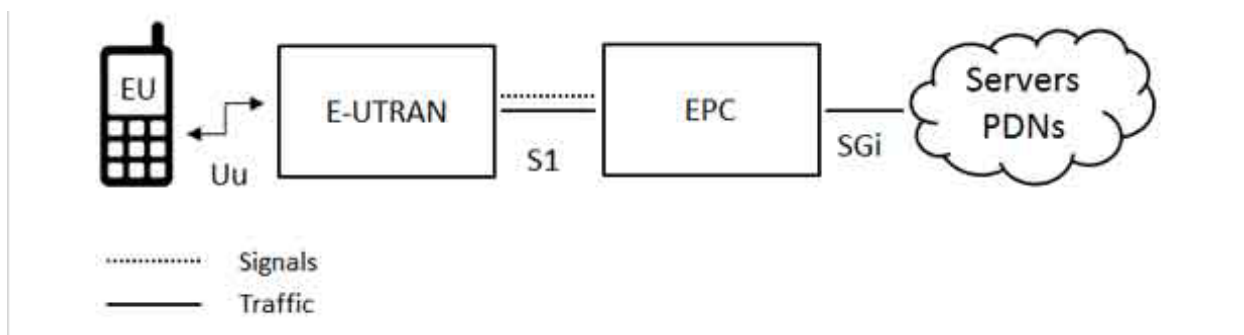 EU
Uu
E-UTRAN
S1
EPC
SGi
Servers
PDNs
Signals
Traffic